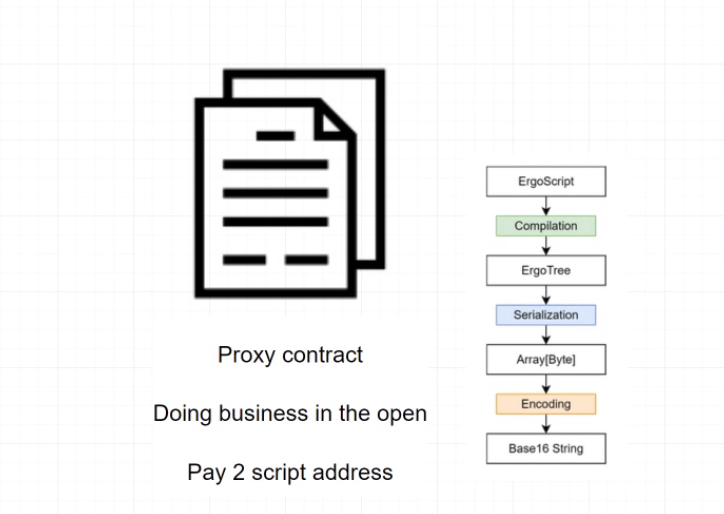 Proxy contract
Doing business in the open
Pay 2 script address
ErgoScript
Compilation
ErgoTree
Serialization
Array[Byte]
Encoding
Base16 String